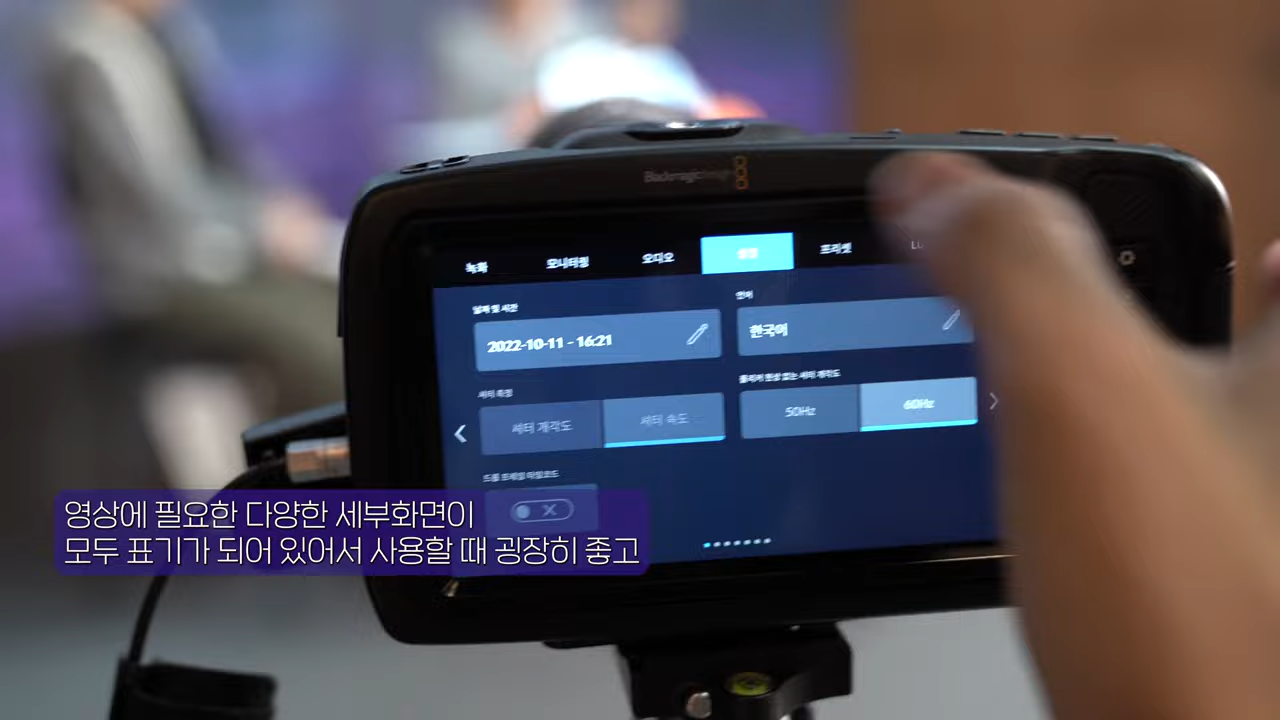 Blackmagicdesign
녹화
모니터링
오디오
설정
프리셋
LU
날짜 및 시간
언어
2022-10-11 - 16:21
한국어
셔터 측정
플리커 현상 없는 셔터 개각도
셔터 개각도
셔터 속도
50Hz
60Hz
드롭 프레임 타임코드
영상에 필요한 다양한 세부화면이
모두 표기가 되어 있어서 사용할 때 굉장히 좋고